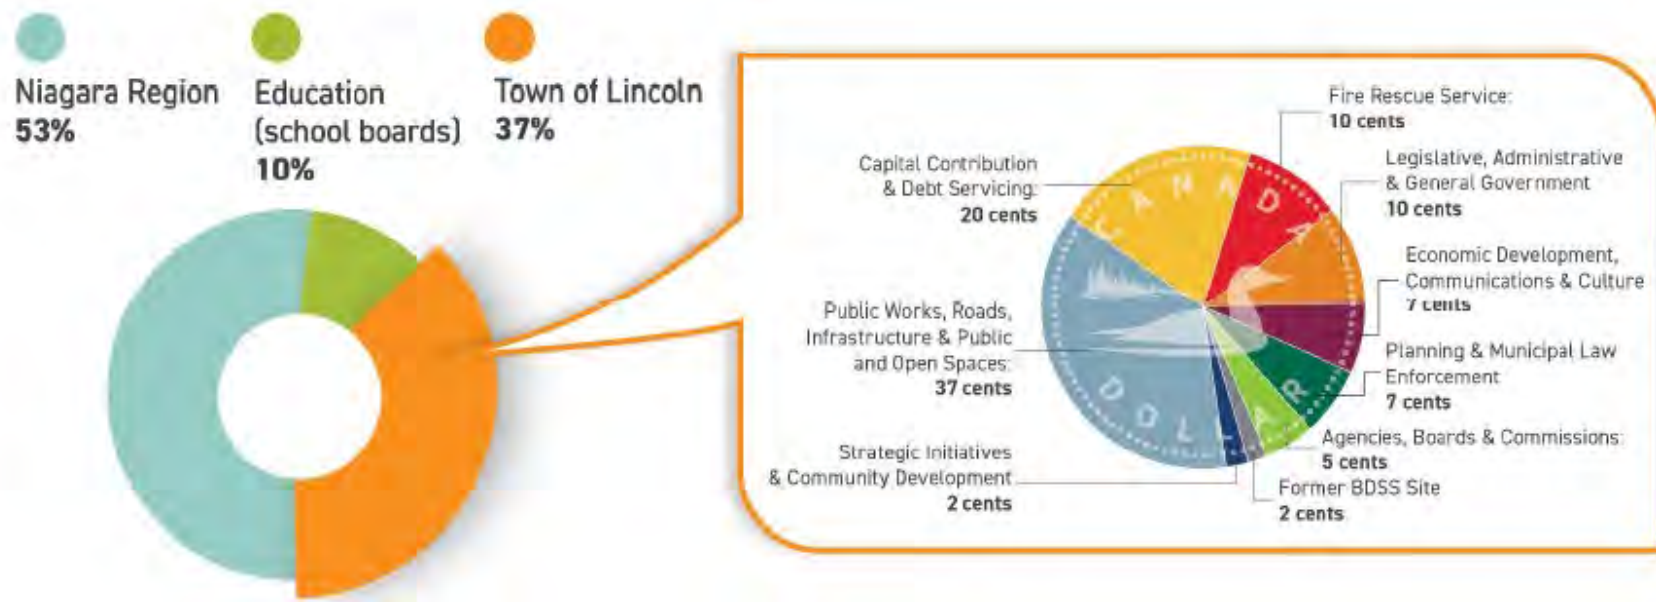 Niagara Region
53%
Education
(school boards)
10%
Town of Lincoln
37%
Capital Contribution
& Debt Servicing:
20 cents
Public Works, Roads,
Infrastructure & Public
and Open Spaces:
37 cents
Strategic Initiatives
& Community Development
2 cents
Fire Rescue Service:
10 cents
Legislative, Administrative
& General Government
10 cents
Economic Development,
Communications & Culture
7 cents
Planning & Municipal Law
Enforcement
7 cents
Agencies, Boards & Commissions:
5 cents
Former BDSS Site
2 cents
CANADA
DOLLAR